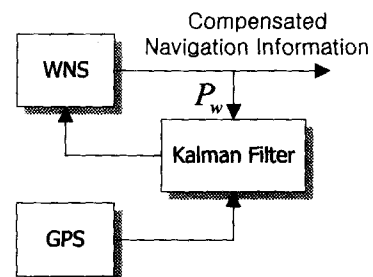 Compensated
Navigation Information
WNS
P_w
Kalman Filter
GPS